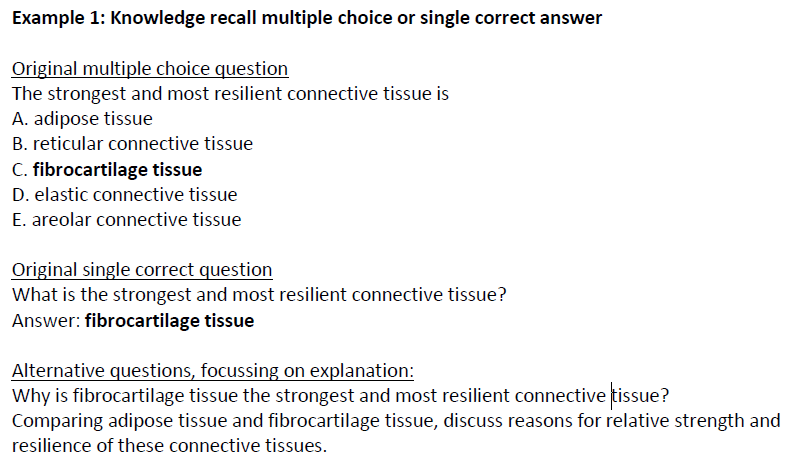 Example 1: Knowledge recall multiple choice or single correct answer
Original multiple choice question
The strongest and most resilient connective tissue is
A. adipose tissue
B. reticular connective tissue
C. fibrocartilage tissue
D. elastic connective tissue
E. areolar connective tissue
Original single correct question
What is the strongest and most resilient connective tissue?
Answer: fibrocartilage tissue
Alternative questions, focussing on explanation:
Why is fibrocartilage tissue the strongest and most resilient connective tissue?
Comparing adipose tissue and fibrocartilage tissue, discuss reasons for relative strength and
resilience of these connective tissues.